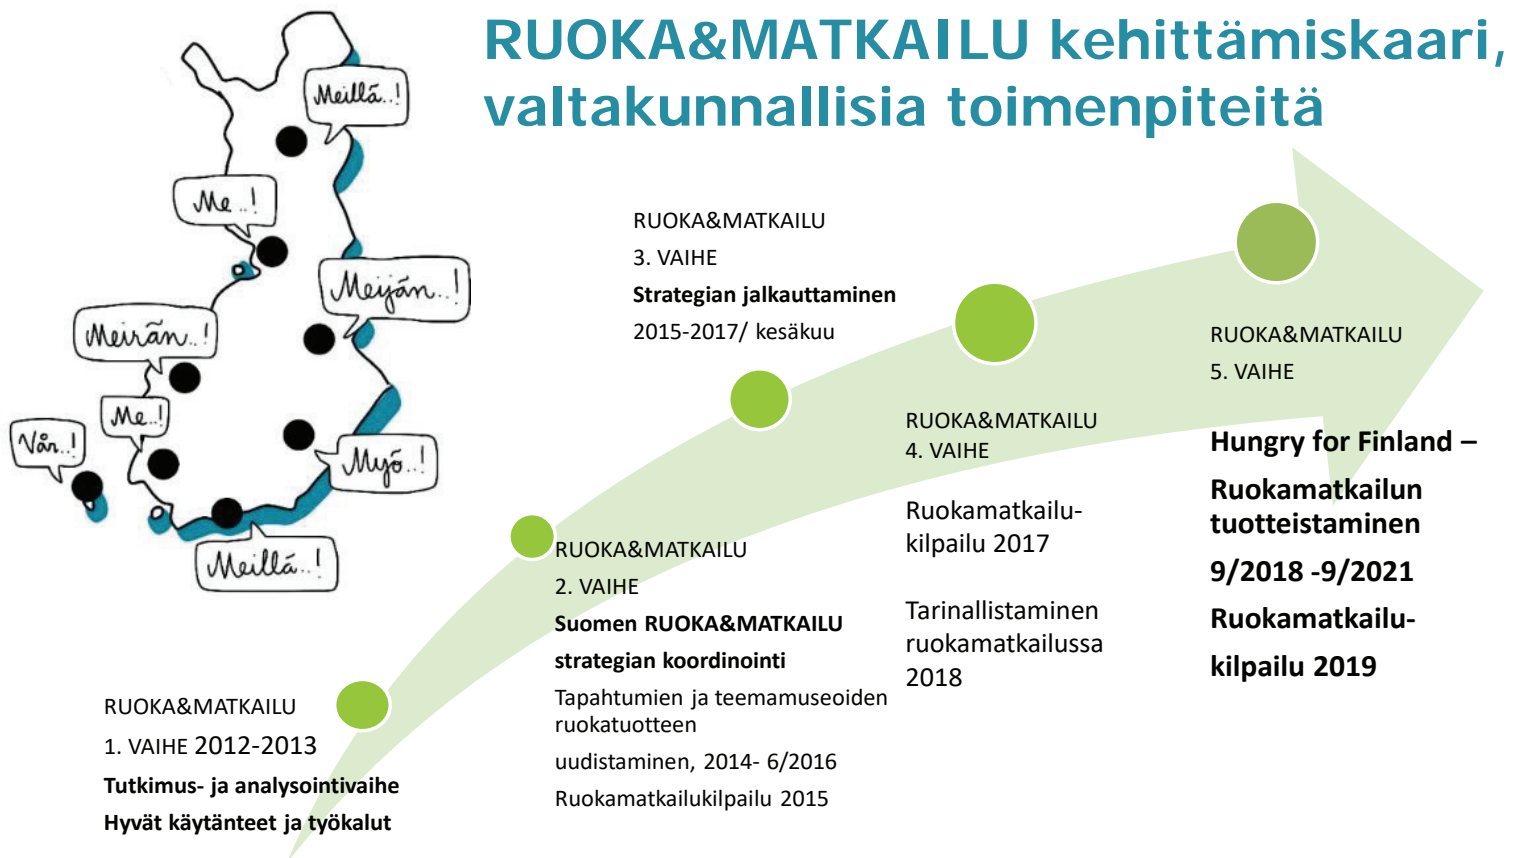 RUOKA&MATKAILU kehittämiskaari,
valtakunnallisia toimenpiteitä
Meillä..!
Me..!
Meijän..!
Meirän..!
Me..!
Vår..!
Myö..!
Meillä..!
RUOKA&MATKAILU
1. VAIHE 2012-2013
Tutkimus- ja analysointivaihe
Hyvät käytänteet ja työkalut
RUOKA&MATKAILU
2. VAIHE
Suomen RUOKA&MATKAILU
strategian koordinointi
Tapahtumien ja teemamuseoiden
ruokatuotteen
uudistaminen, 2014- 6/2016
Ruokamatkailukilpailu 2015
RUOKA&MATKAILU
3. VAIHE
Strategian jalkauttaminen
2015-2017/ kesäkuu
RUOKA&MATKAILU
4. VAIHE
Ruokamatkailu-
kilpailu 2017
Tarinallistaminen
ruokamatkailussa
2018
RUOKA&MATKAILU
5. VAIHE
Hungry for Finland –
Ruokamatkailun
tuotteistaminen
9/2018 -9/2021
Ruokamatkailu-
kilpailu 2019